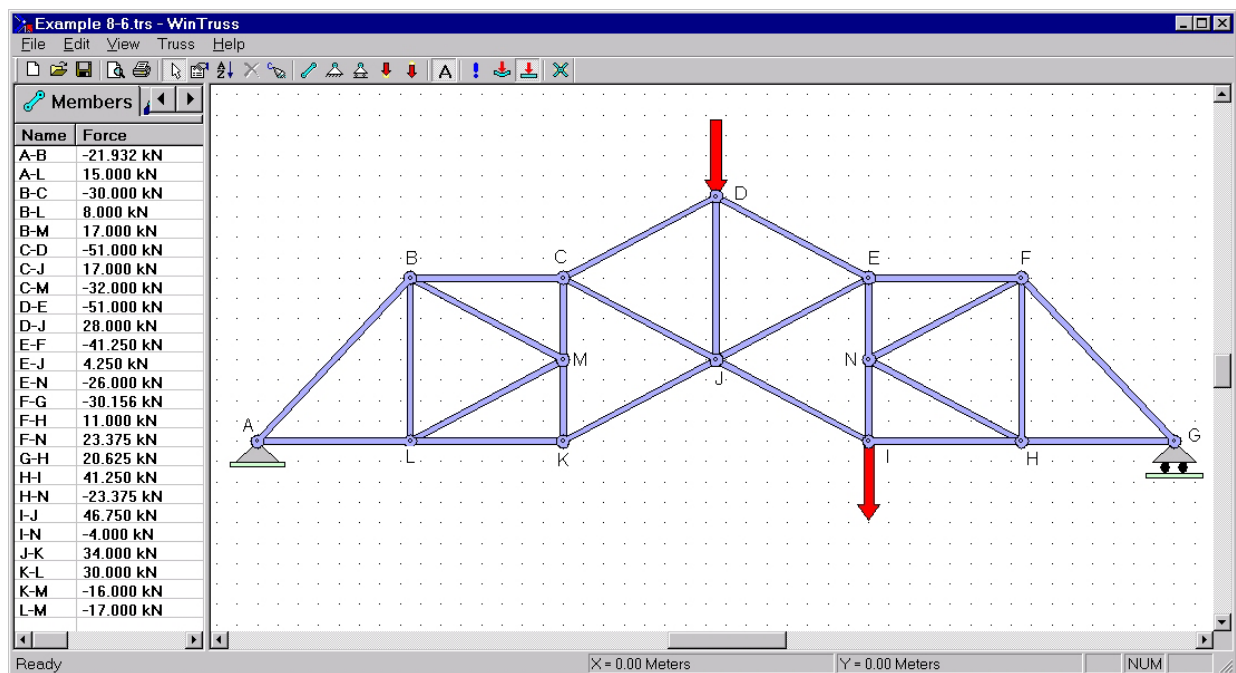 Example 8-6.trs - WinTruss
File Edit View Truss Help
A
Members
Name Force
A-B -21.932 kN
A-L 15.000 kN
B-C -30.000 kN
B-L 8.000 kN
B-M 17.000 kN
C-D -51.000 kN
C-J 17.000 kN
C-M -32.000 kN
D-E -51.000 kN
D-J 28.000 kN
E-F -41.250 kN
E-J 4.250 kN
E-N -26.000 kN
F-G -30.156 kN
F-H 11.000 kN
F-N 23.375 kN
G-H 20.625 kN
H-I 41.250 kN
H-N -23.375 kN
I-J 46.750 kN
I-N -4.000 kN
J-K 34.000 kN
K-L 30.000 kN
K-M -16.000 kN
L-M -17.000 kN
D
B C E F
M J N
A L K I H G
Ready X = 0.00 Meters Y = 0.00 Meters NUM